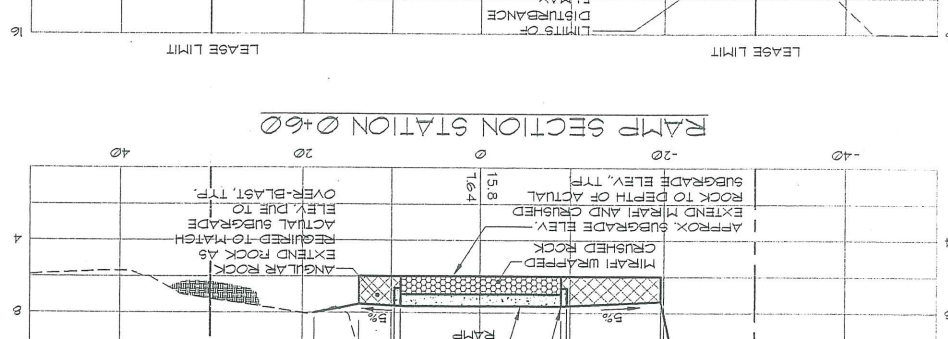 RAMP
8
5%
5%
8
MIRAFI WRAPPED
CRUSHED ROCK
APPROX. SUBGRADE ELEV.
EXTEND MIRAFI AND CRUSHED
ROCK TO DEPTH OF ACTUAL
SUBGRADE ELEV., TYP
ANGULAR ROCK
EXTEND ROCK AS
REQUIRED TO MATCH
ACTUAL SUBGRADE
ELEV. DUE TO
OVER-BLAST, TYP.
4
4
7.64
15.8
-40
-20
0
20
40
RAMP SECTION STATION 0+60
LEASE LIMIT
LEASE LIMIT
16
LIMITS OF
DISTURBANCE